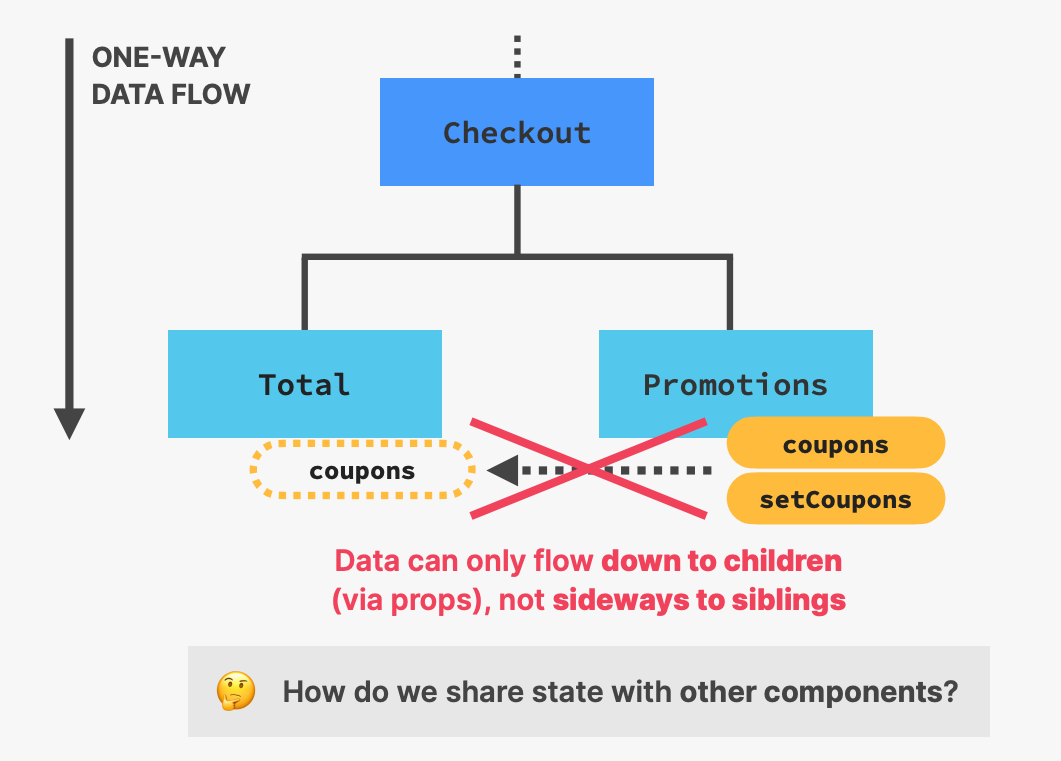 ONE-WAY
DATA FLOW
Checkout
Total
Promotions
coupons
coupons
setCoupons
Data can only flow down to children
(via props), not sideways to siblings
🤔 How do we share state with other components?